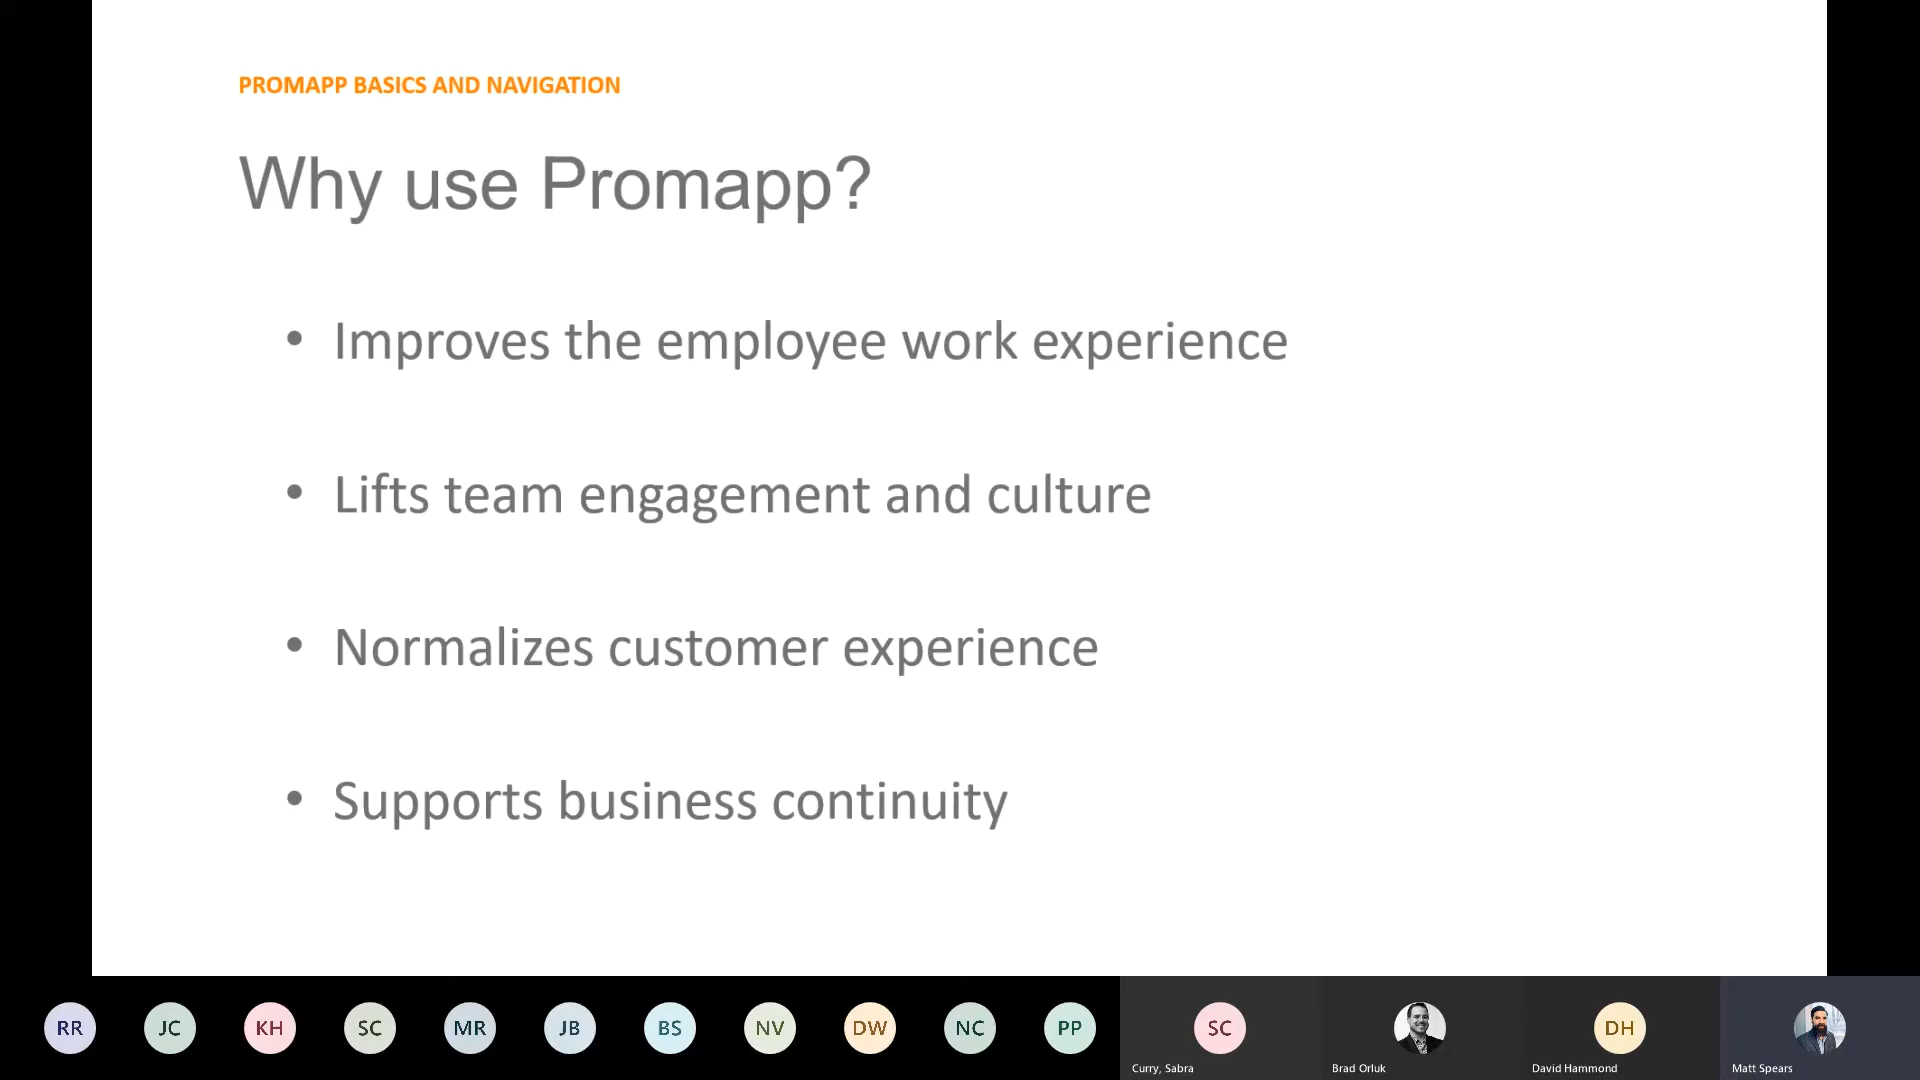 PROMAPP BASICS AND NAVIGATION
Why use Promapp?
• Improves the employee work experience
• Lifts team engagement and culture
• Normalizes customer experience
• Supports business continuity
RR JC KH SC MR JB BS NV DW NC PP SC DH
Curry, Sabra Brad Orluk David Hammond Matt Spears